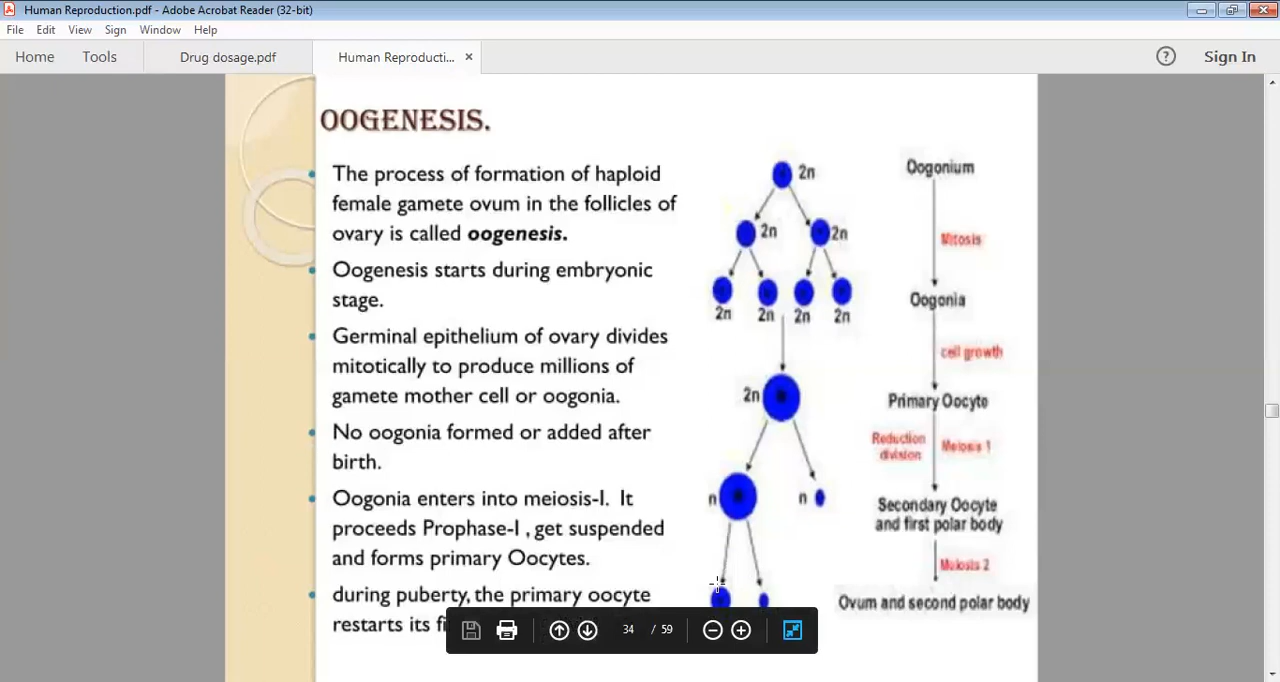 Human Reproduction.pdf - Adobe Acrobat Reader (32-bit)
File Edit View Sign Window Help
Home Tools Drug dosage.pdf Human Reproducti... × ? Sign In
OOGENESIS.
The process of formation of haploid
female gamete ovum in the follicles of
ovary is called oogenesis.
Oogenesis starts during embryonic
stage.
Germinal epithelium of ovary divides
mitotically to produce millions of
gamete mother cell or oogonia.
No oogonia formed or added after
birth.
Oogonia enters into meiosis-I. It
proceeds Prophase-I , get suspended
and forms primary Oocytes.
during puberty, the primary oocyte
restarts its fi
2n
2n 2n
2n 2n 2n 2n
2n
n n
Oogonium
Mitosis
Oogonia
cell growth
Primary Oocyte
Reduction
division
Meiosis 1
Secondary Oocyte
and first polar body
Meiosis 2
Ovum and second polar body
34 / 59